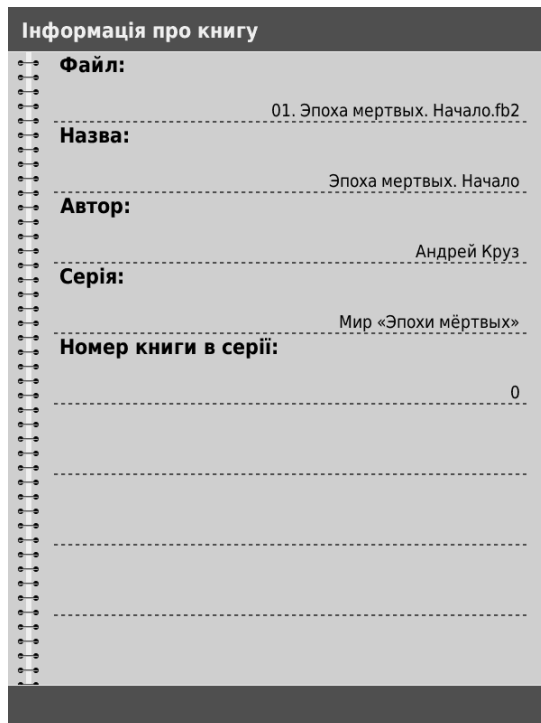 Інформація про книгу
Файл:
01. Эпоха мертвых. Начало.fb2
Назва:
Эпоха мертвых. Начало
Автор:
Андрей Круз
Серія:
Мир «Эпохи мёртвых»
Номер книги в серії:
0